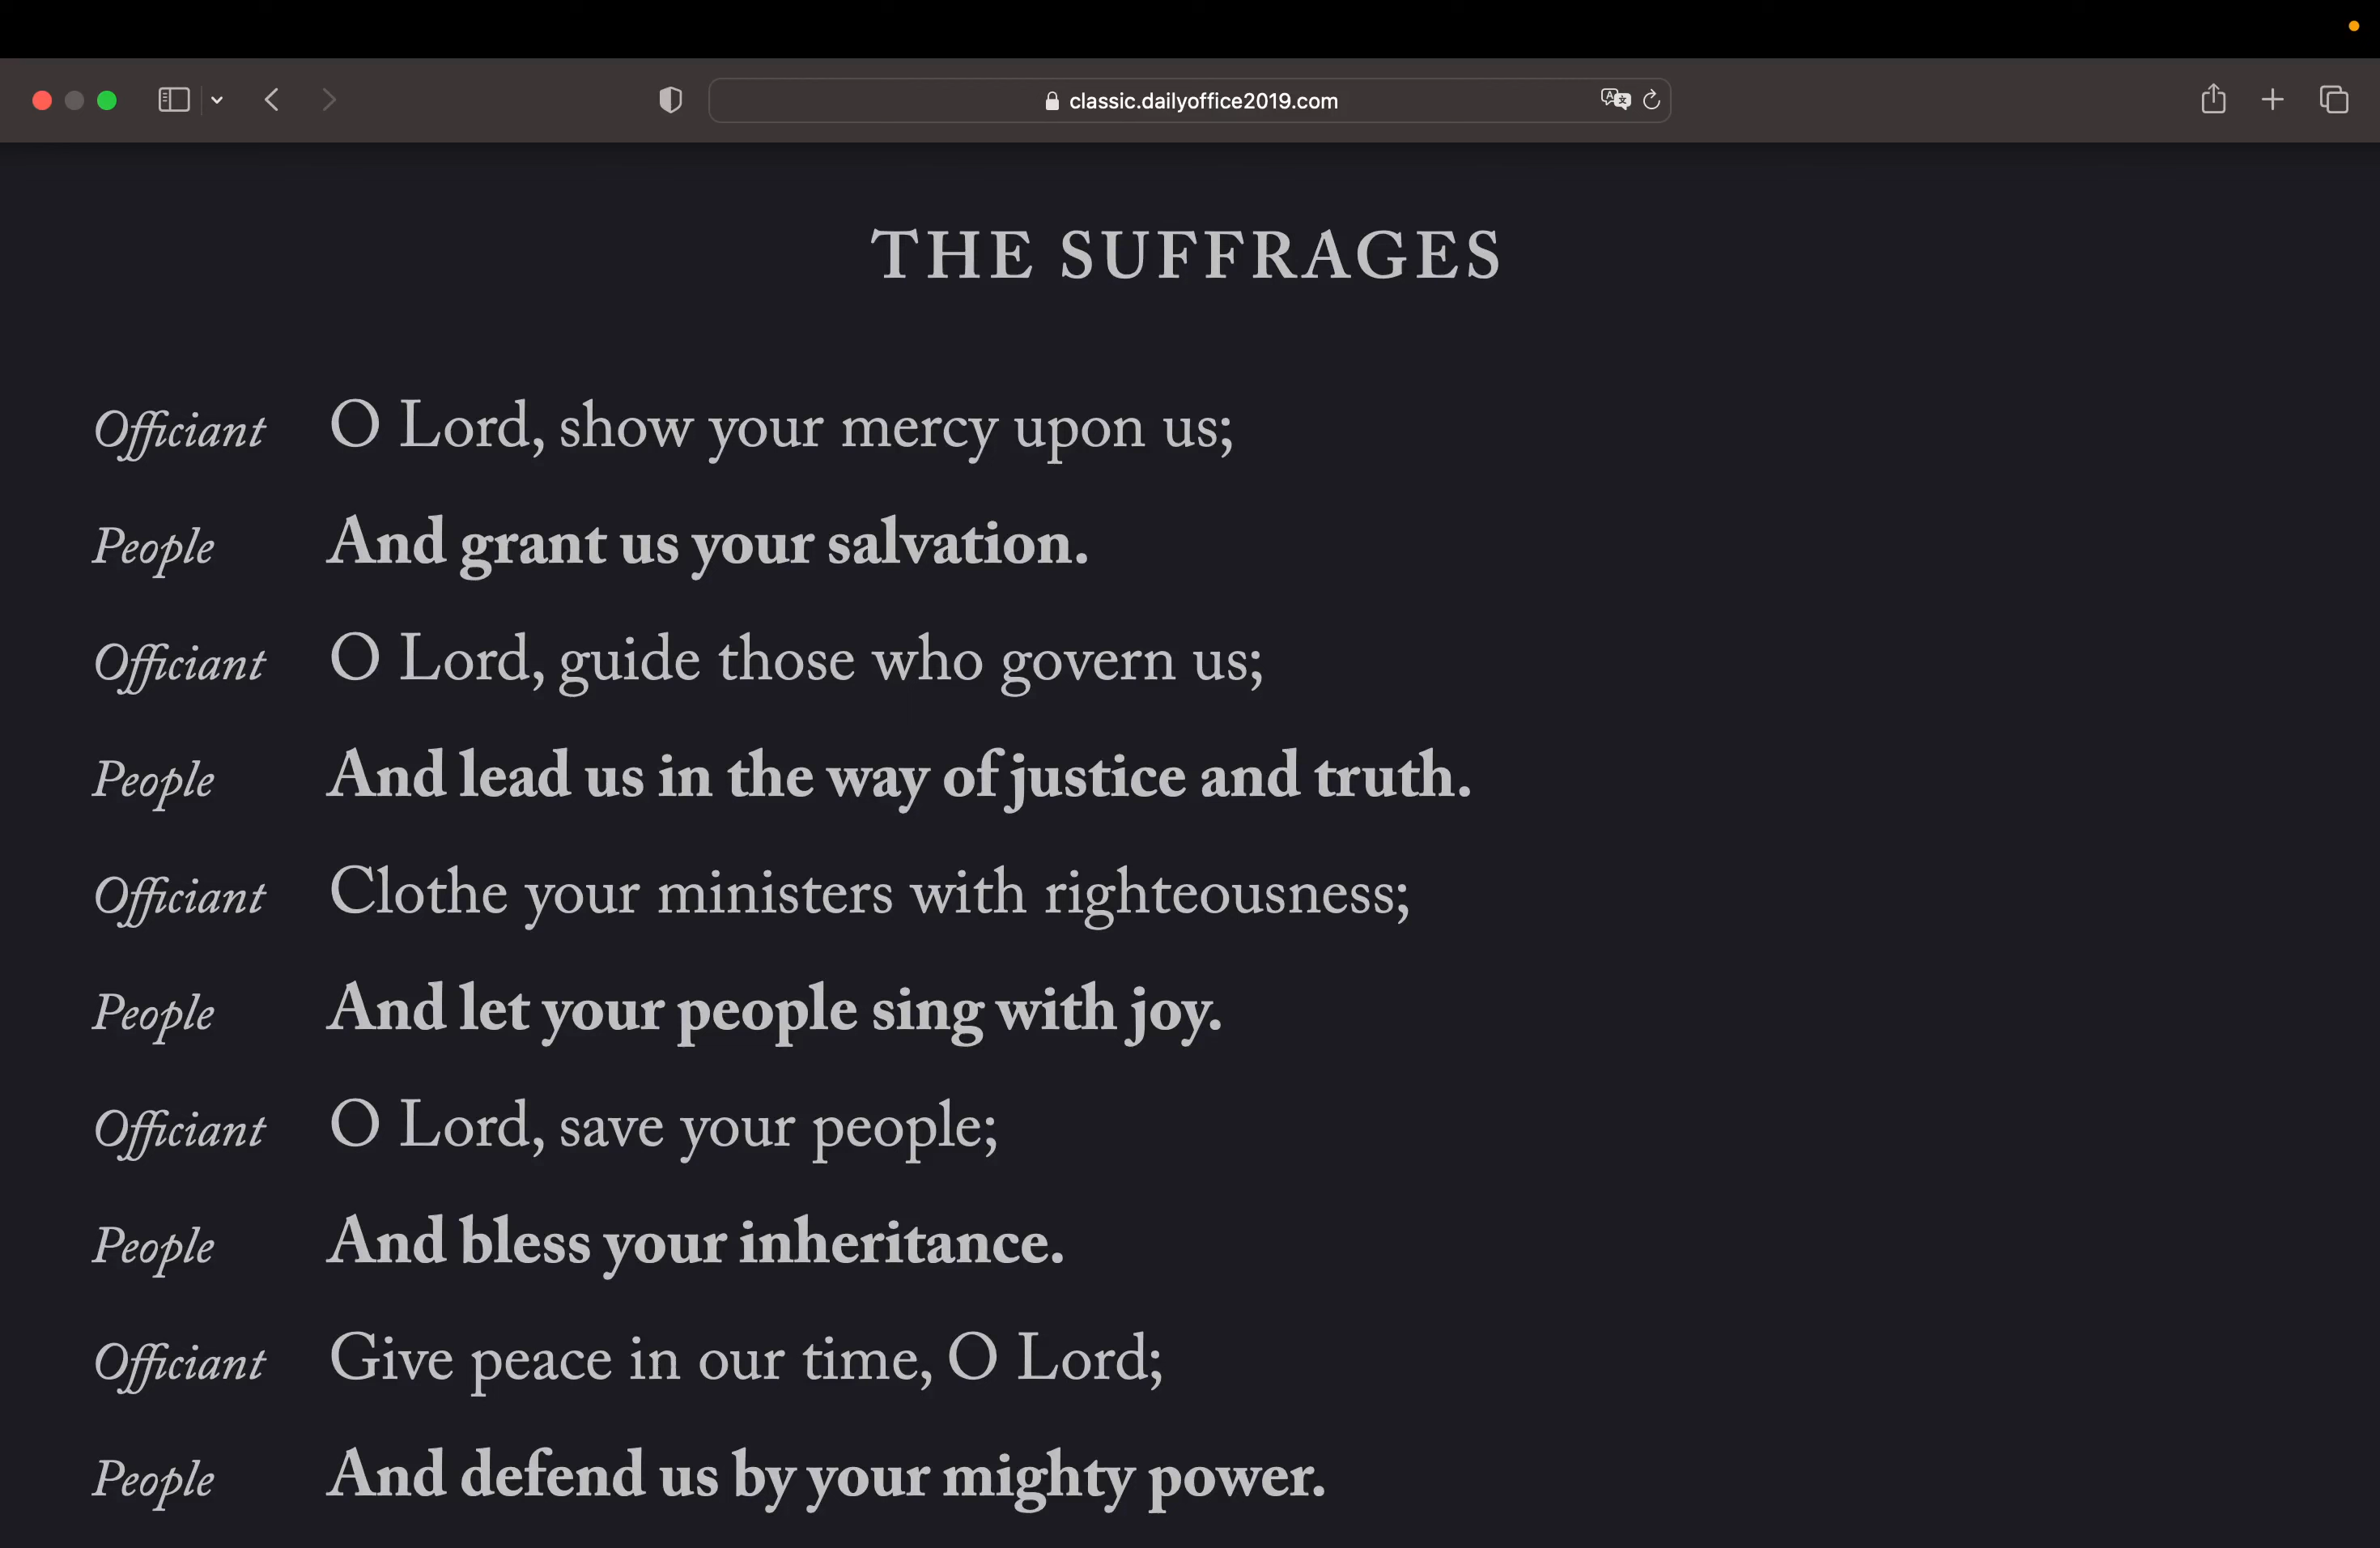 classic.dailyoffice2019.com
THE SUFFRAGES
Officiant O Lord, show your mercy upon us;
People And grant us your salvation.
Officiant O Lord, guide those who govern us;
People And lead us in the way of justice and truth.
Officiant Clothe your ministers with righteousness;
People And let your people sing with joy.
Officiant O Lord, save your people;
People And bless your inheritance.
Officiant Give peace in our time, O Lord;
People And defend us by your mighty power.